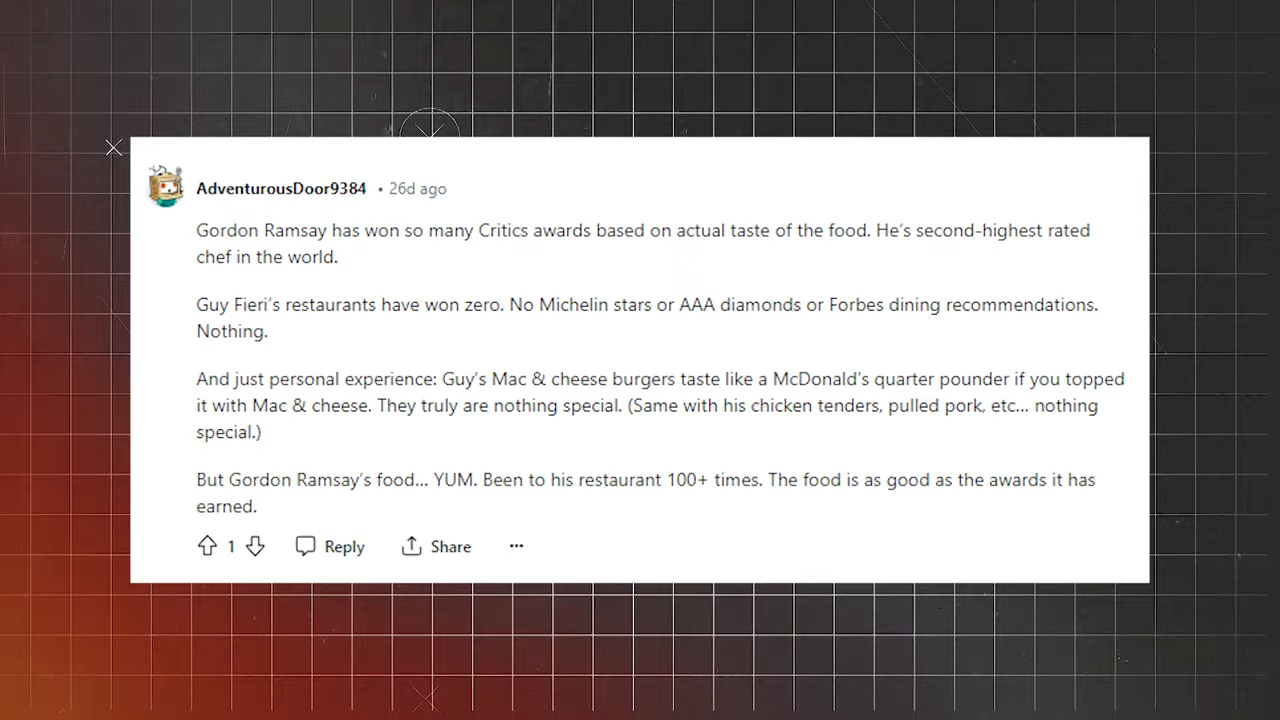 AdventurousDoor9384 • 26d ago
Gordon Ramsay has won so many Critics awards based on actual taste of the food. He's second-highest rated
chef in the world.
Guy Fieri's restaurants have won zero. No Michelin stars or AAA diamonds or Forbes dining recommendations.
Nothing.
And just personal experience: Guy's Mac & cheese burgers taste like a McDonald's quarter pounder if you topped
it with Mac & cheese. They truly are nothing special. (Same with his chicken tenders, pulled pork, etc... nothing
special.)
But Gordon Ramsay's food... YUM. Been to his restaurant 100+ times. The food is as good as the awards it has
earned.
1 Reply Share ...